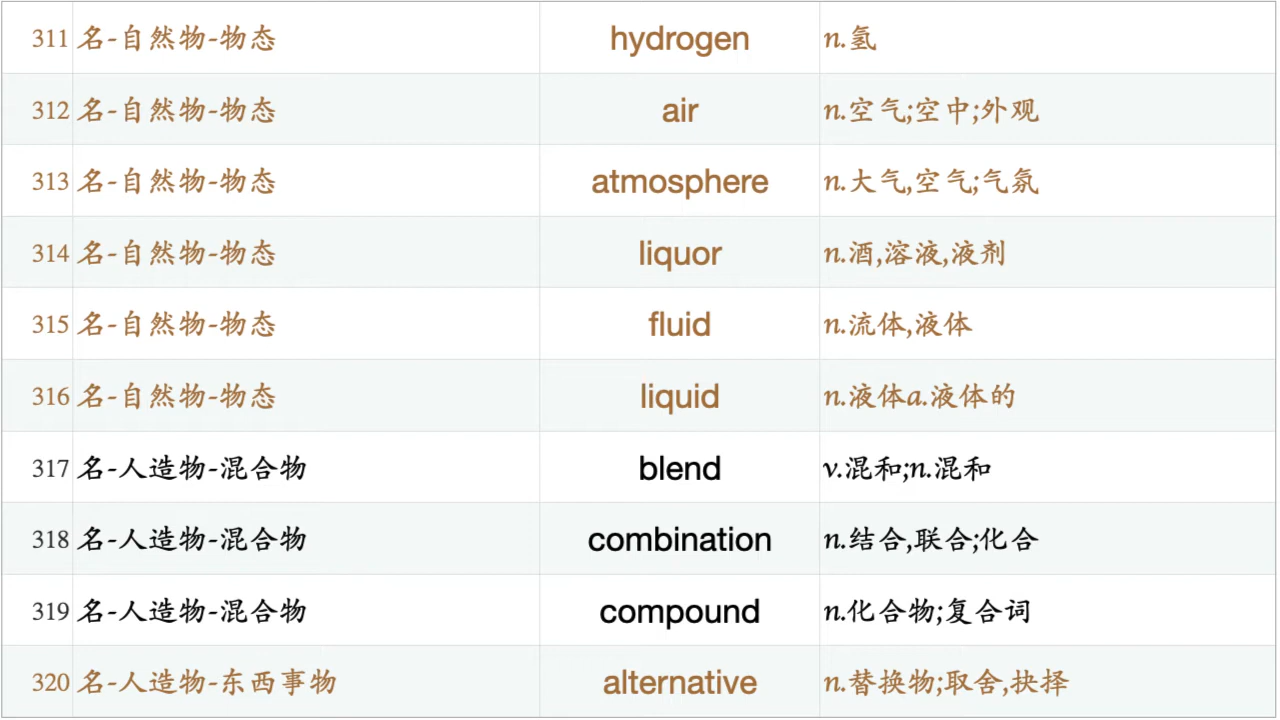 311 名-自然物-物态 hydrogen n.氢
312 名-自然物-物态 air n.空气;空中;外观
313 名-自然物-物态 atmosphere n.大气,空气;气氛
314 名-自然物-物态 liquor n.酒,溶液,液剂
315 名-自然物-物态 fluid n.流体,液体
316 名-自然物-物态 liquid n.液体a.液体的
317 名-人造物-混合物 blend v.混和;n.混和
318 名-人造物-混合物 combination n.结合,联合;化合
319 名-人造物-混合物 compound n.化合物;复合词
320 名-人造物-东西事物 alternative n.替换物;取舍,抉择